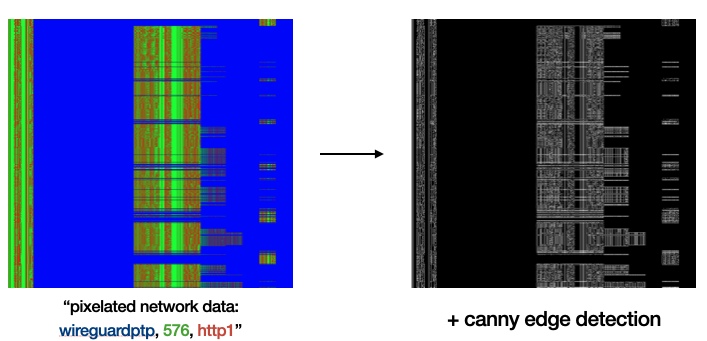 “pixelated network data:
wireguardptp, 576, http1”
+ canny edge detection